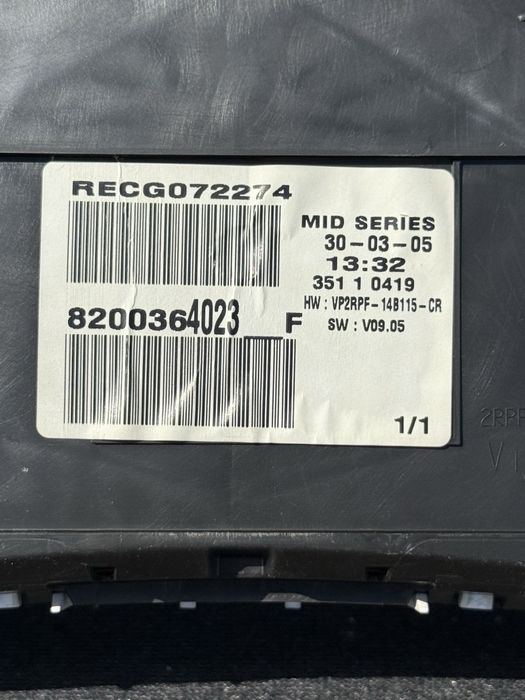 RECG072274
MID SERIES
30-03-05
13:32
351 1 0419
HW : VP2RPF-14B115-CR
8200364023__F
SW : V09.05
1/1